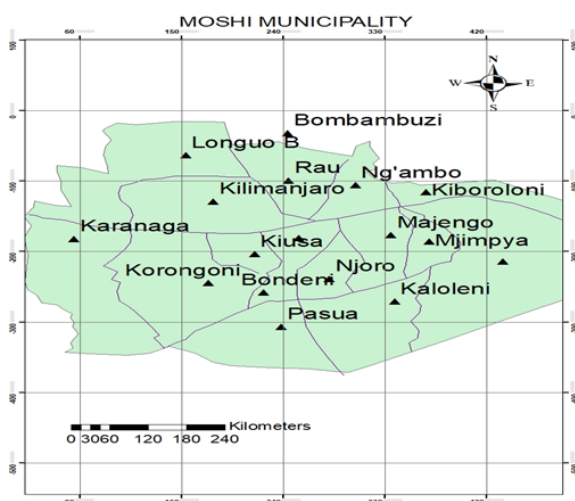 MOSHI MUNICIPALITY
60 150 240 330 420
N
W E
S
Bombambuzi
Longuo B
Rau
Ng'ambo
Kilimanjaro
Kiboroloni
Karanaga
Majengo
Kiusa
Mjimpya
Korongoni
Njoro
Bondeni
Kaloleni
Pasua
Kilometers
0 3060 120 180 240